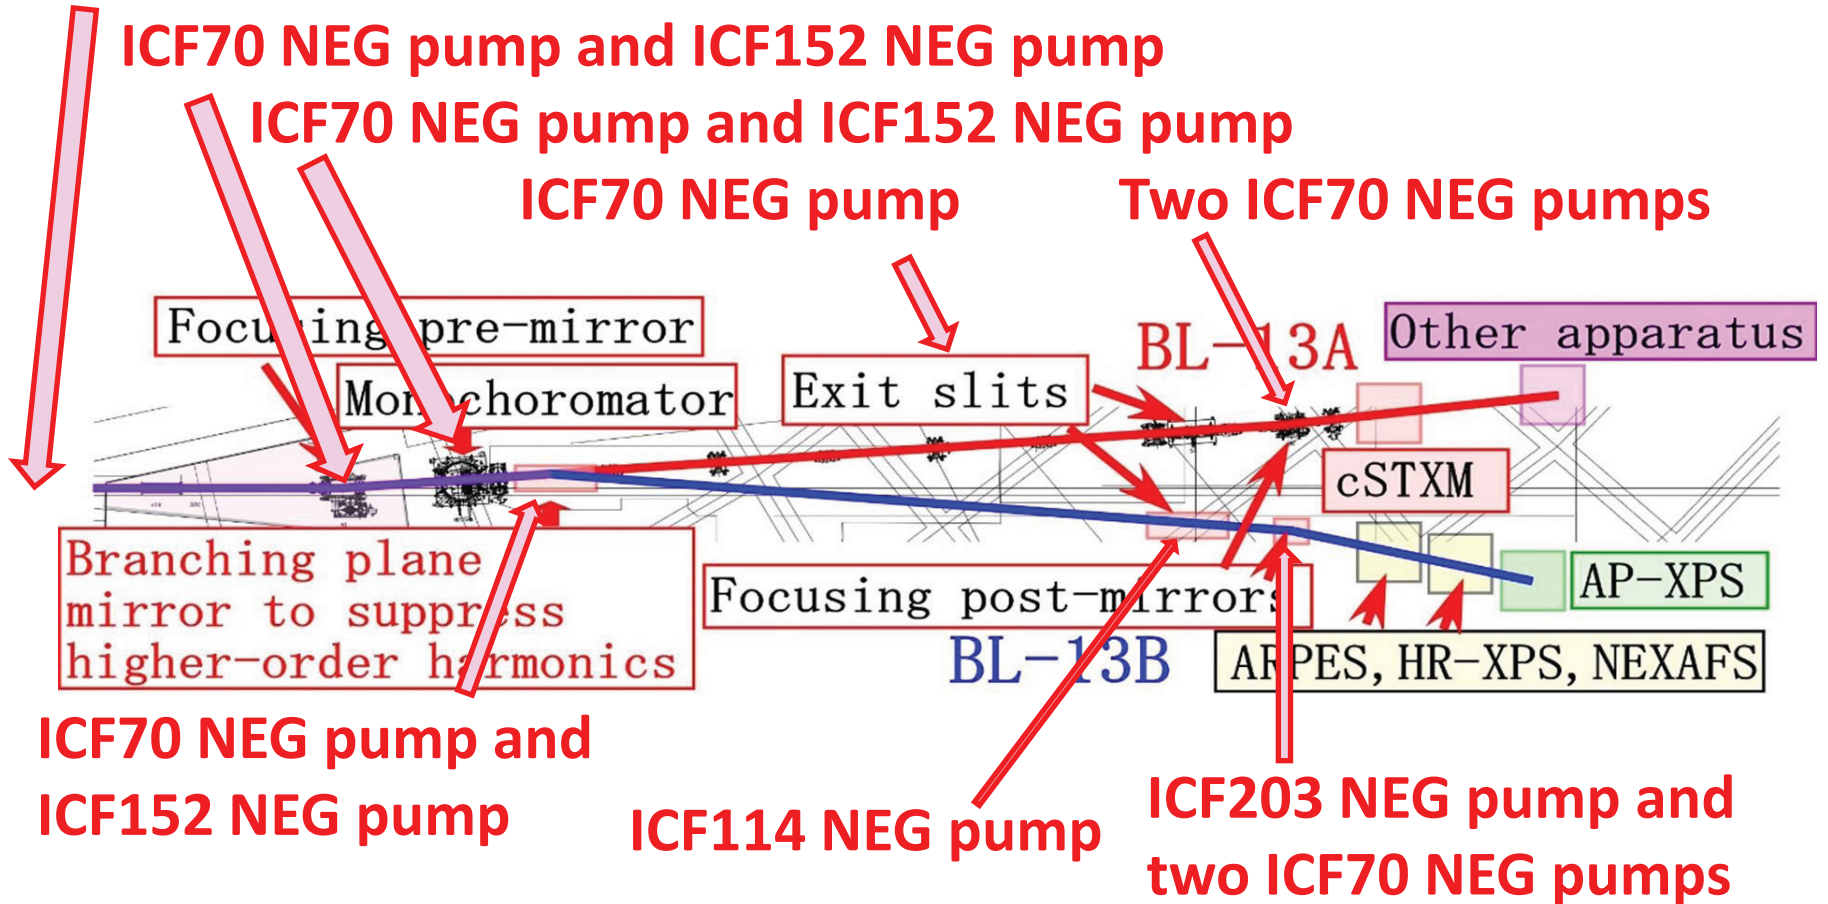 ICF70 NEG pump and ICF152 NEG pump
ICF70 NEG pump and ICF152 NEG pump
ICF70 NEG pump
Two ICF70 NEG pumps
Focusing pre-mirror
Monochoromator
Exit slits
BL-13A
Other apparatus
cSTXM
Branching plane
mirror to suppress
higher-order harmonics
Focusing post-mirrors
BL-13B
AP-XPS
ARPES, HR-XPS, NEXAFS
ICF70 NEG pump and
ICF152 NEG pump
ICF114 NEG pump
ICF203 NEG pump and
two ICF70 NEG pumps